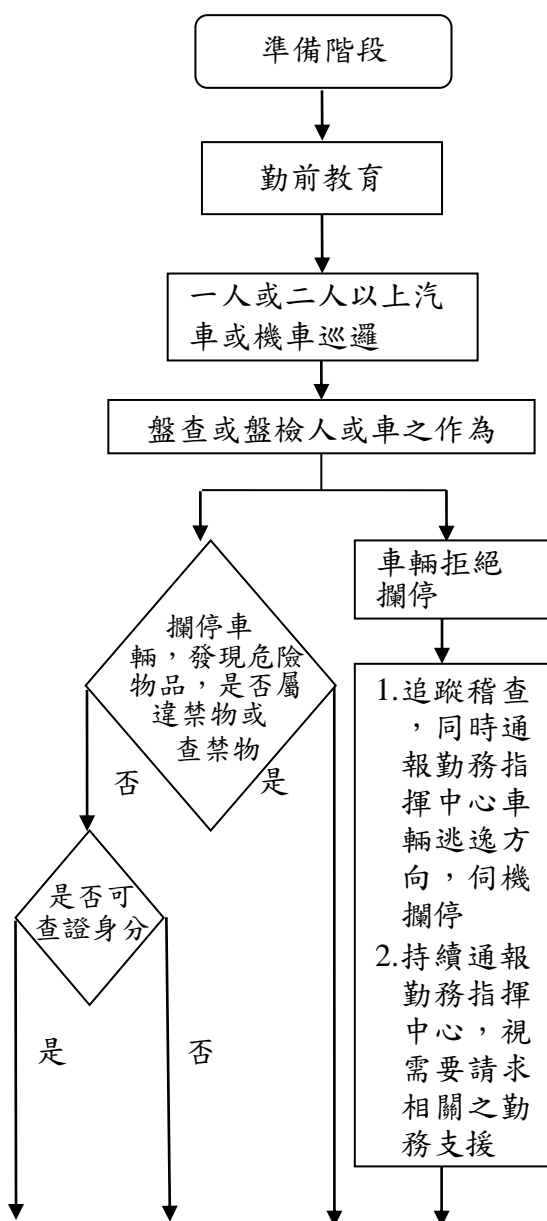 準備階段
勤前教育
一人或二人以上汽
車或機車巡邏
盤查或盤檢人或車之作為
攔停車
輛，發現危險
物品，是否屬
違禁物或
查禁物
否
是
是否可
查證身分
是
否
車輛拒絕
攔停
1.追蹤稽查
，同時通
報勤務指
揮中心車
輛逃逸方
向，伺機
攔停
2.持續通報
勤務指揮
中心，視
需要請求
相關之勤
務支援